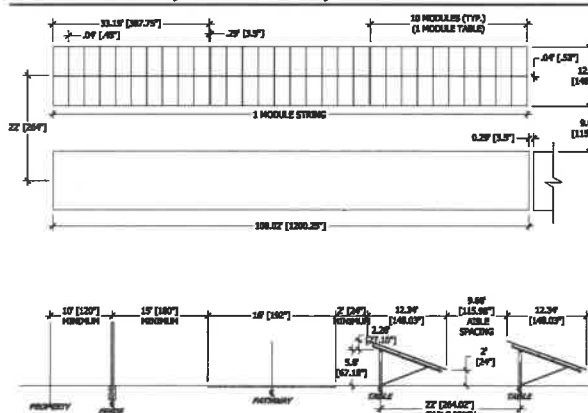 33.19' [397.75"]
10 MODULES (TYP.)
(1 MODULE TABLE)
.04' [.45"]
.29' [3.5"]
.04' [.52"]
22' [264"]
1 MODULE STRING
0.29' [3.5"]
100.02' [1200.25"]
10' [120"]
MINIMUM
15' [180"]
MINIMUM
16' [192"]
2' [24"]
MINIMUM
12.34'
[148.03"]
9.66'
[115.98"]
AISLE
SPACING
12.34'
[148.03"]
2.26'
[27.10"]
5.6'
[67.18"]
2'
[24"]
PROPERTY
FENCE
PATHWAY
TABLE
TABLE
22' [264.02"]